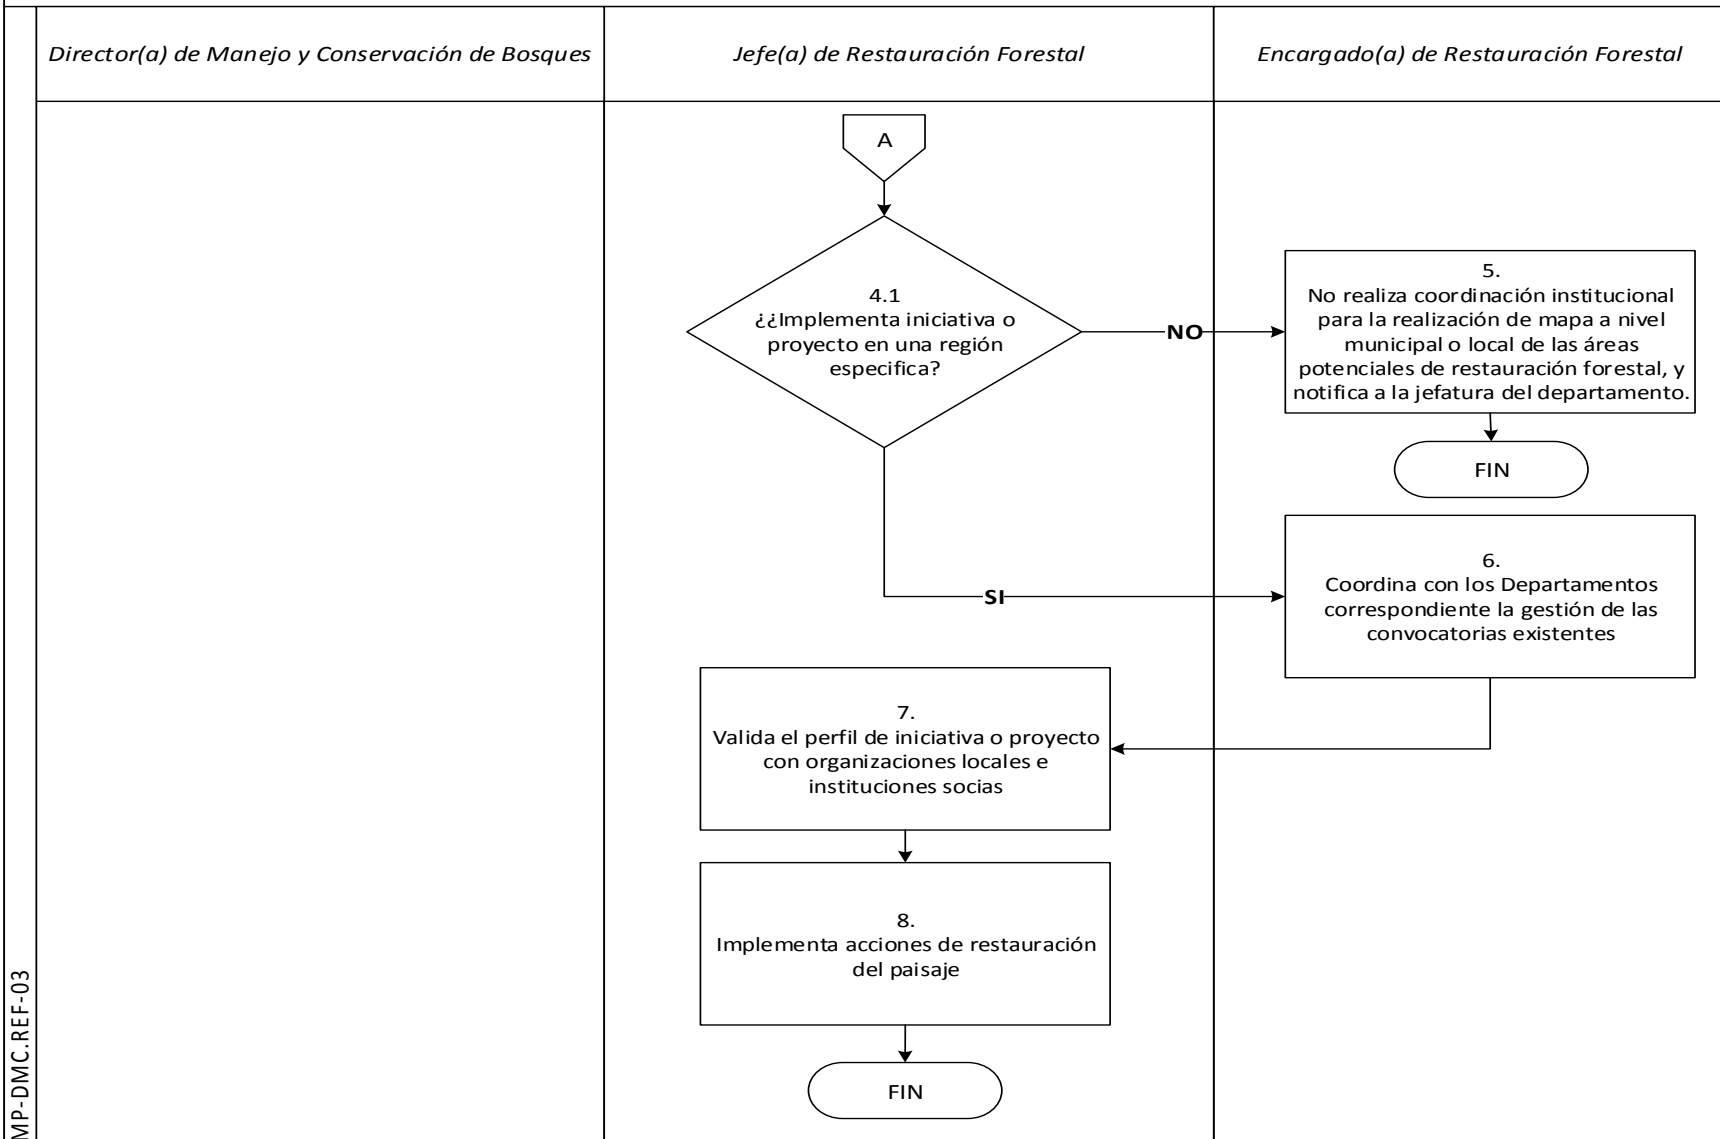 Director(a) de Manejo y Conservación de Bosques
Jefe(a) de Restauración Forestal
Encargado(a) de Restauración Forestal
A
4.1
¿¿Implementa iniciativa o
proyecto en una región
especifica?
NO
5.
No realiza coordinación institucional
para la realización de mapa a nivel
municipal o local de las áreas
potenciales de restauración forestal, y
notifica a la jefatura del departamento.
FIN
SI
6.
Coordina con los Departamentos
correspondiente la gestión de las
convocatorias existentes
7.
Valida el perfil de iniciativa o proyecto
con organizaciones locales e
instituciones socias
8.
Implementa acciones de restauración
del paisaje
FIN
MP-DMC.REF-03